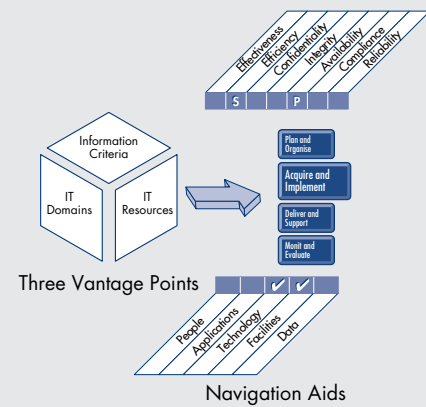 Effectiveness
Efficiency
Confidentiality
Integrity
Availability
Compliance
Reliability
S P
Information
Criteria
IT
Domains
IT
Resources
Plan and
Organise
Acquire and
Implement
Deliver and
Support
Monit and
Evaluate
Three Vantage Points
✓ ✓
People
Applications
Technology
Facilities
Data
Navigation Aids